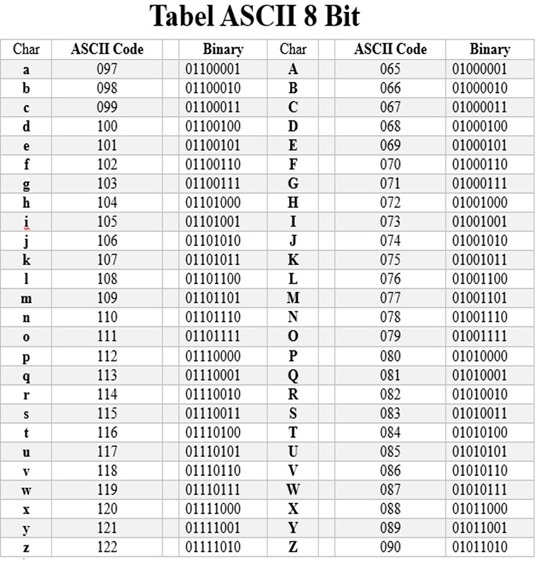 Tabel ASCII 8 Bit
Char ASCII Code Binary Char ASCII Code Binary
a 097 01100001 A 065 01000001
b 098 01100010 B 066 01000010
c 099 01100011 C 067 01000011
d 100 01100100 D 068 01000100
e 101 01100101 E 069 01000101
f 102 01100110 F 070 01000110
g 103 01100111 G 071 01000111
h 104 01101000 H 072 01001000
i 105 01101001 I 073 01001001
j 106 01101010 J 074 01001010
k 107 01101011 K 075 01001011
l 108 01101100 L 076 01001100
m 109 01101101 M 077 01001101
n 110 01101110 N 078 01001110
o 111 01101111 O 079 01001111
p 112 01110000 P 080 01010000
q 113 01110001 Q 081 01010001
r 114 01110010 R 082 01010010
s 115 01110011 S 083 01010011
t 116 01110100 T 084 01010100
u 117 01110101 U 085 01010101
v 118 01110110 V 086 01010110
w 119 01110111 W 087 01010111
x 120 01111000 X 088 01011000
y 121 01111001 Y 089 01011001
z 122 01111010 Z 090 01011010